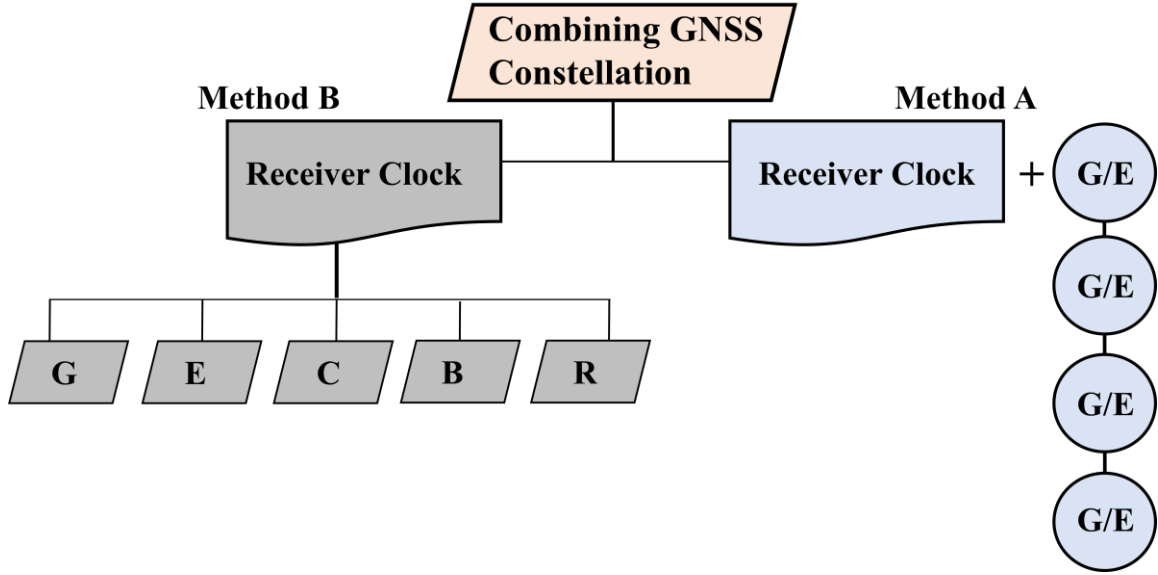 Combining GNSS
Constellation
Method B
Method A
Receiver Clock
Receiver Clock
+
G/E
G/E
G/E
G/E
G
E
C
B
R